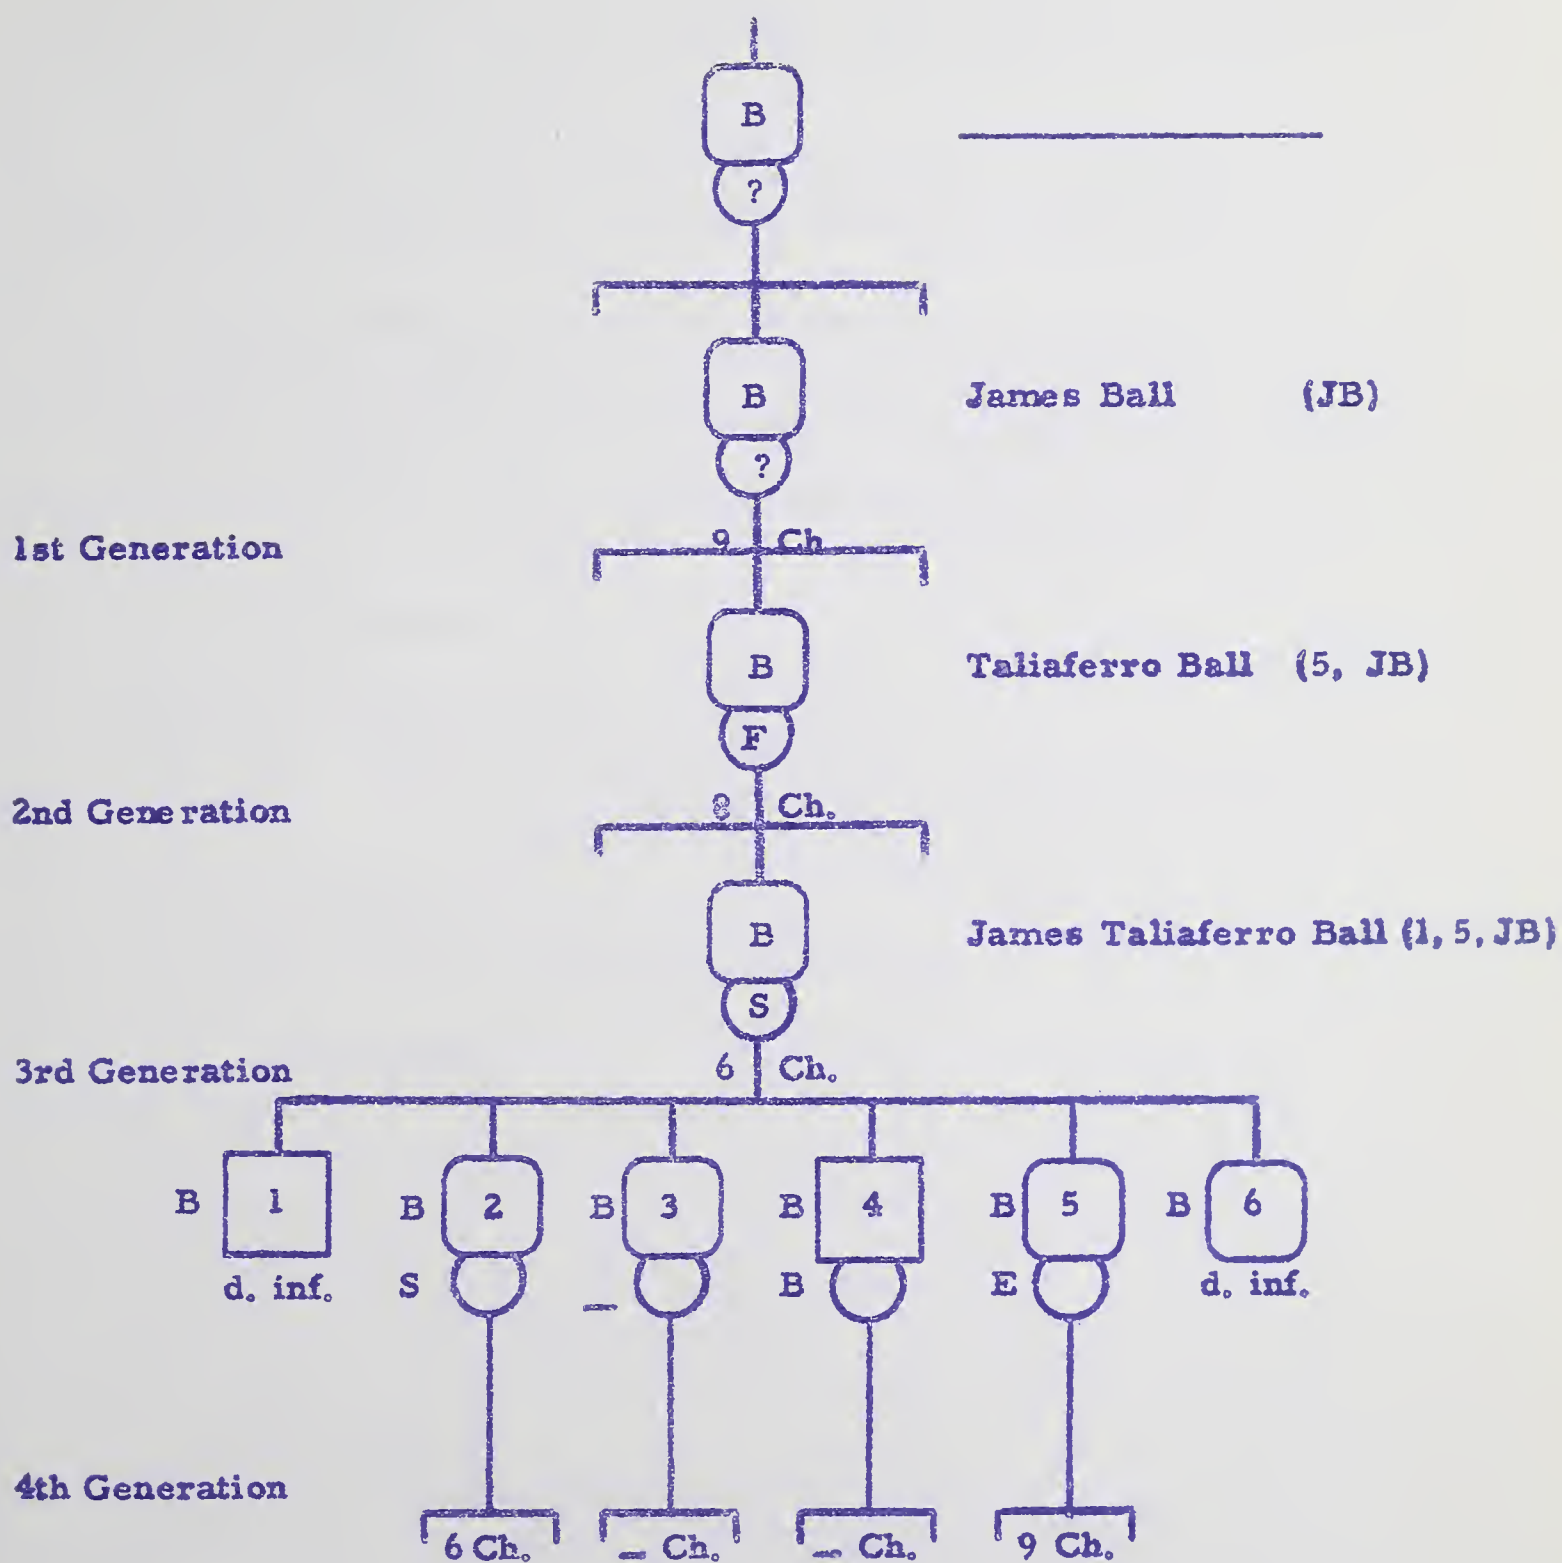 B
?
B
James Ball (JB)
?
1st Generation
9 Ch
B
Taliaferro Ball (5, JB)
F
2nd Generation
8 Ch.
B
James Taliaferro Ball (1, 5, JB)
S
3rd Generation
6 Ch.
B 1 B 2 B 3 B 4 B 5 B 6
d. inf. S _ B E d. inf.
4th Generation
6 Ch. _ Ch. _ Ch. 9 Ch.